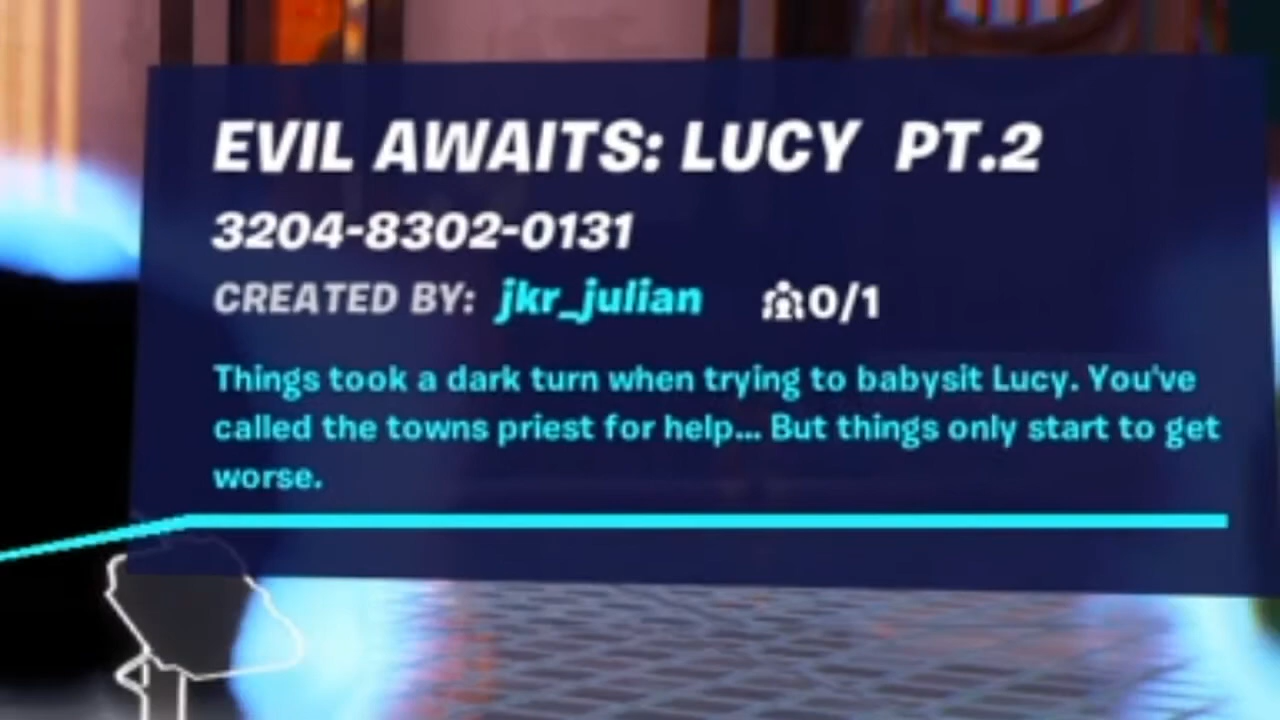 EVIL AWAITS: LUCY PT.2
3204-8302-0131
CREATED BY: jkr_julian 0/1
Things took a dark turn when trying to babysit Lucy. You've
called the towns priest for help... But things only start to get
worse.